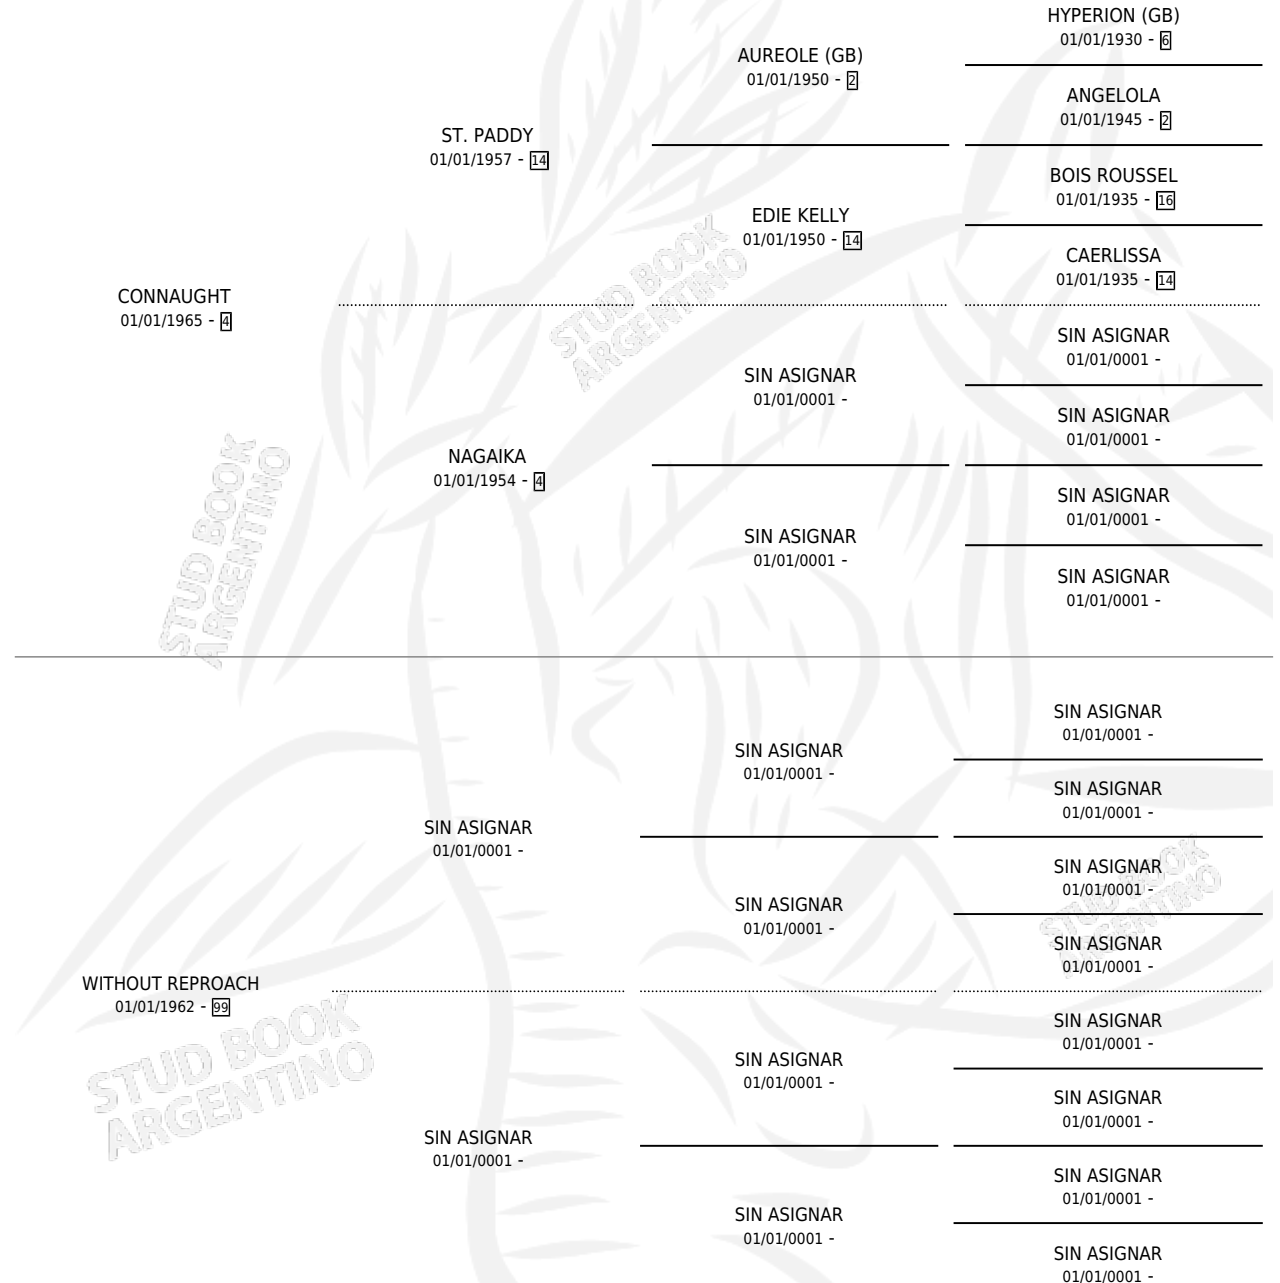 HYPERION (GB)
01/01/1930 - 6
AUREOLE (GB)
01/01/1950 - 2
ANGELOLA
01/01/1945 - 2
ST. PADDY
01/01/1957 - 14
BOIS ROUSSEL
01/01/1935 - 16
EDIE KELLY
01/01/1950 - 14
CAERLISSA
01/01/1935 - 14
CONNAUGHT
01/01/1965 - 4
STUD BOOK
ARGENTINO
SIN ASIGNAR
01/01/0001 -
SIN ASIGNAR
01/01/0001 -
SIN ASIGNAR
01/01/0001 -
NAGAIKA
01/01/1954 - 4
SIN ASIGNAR
01/01/0001 -
SIN ASIGNAR
01/01/0001 -
SIN ASIGNAR
01/01/0001 -
STUD BOOK
ARGENTINO
SIN ASIGNAR
01/01/0001 -
SIN ASIGNAR
01/01/0001 -
SIN ASIGNAR
01/01/0001 -
SIN ASIGNAR
01/01/0001 -
SIN ASIGNAR
01/01/0001 -
SIN ASIGNAR
01/01/0001 -
SIN ASIGNAR
01/01/0001 -
STUD BOOK
ARGENTINO
WITHOUT REPROACH
01/01/1962 - 99
SIN ASIGNAR
01/01/0001 -
SIN ASIGNAR
01/01/0001 -
STUD BOOK
ARGENTINO
SIN ASIGNAR
01/01/0001 -
SIN ASIGNAR
01/01/0001 -
SIN ASIGNAR
01/01/0001 -
SIN ASIGNAR
01/01/0001 -
SIN ASIGNAR
01/01/0001 -